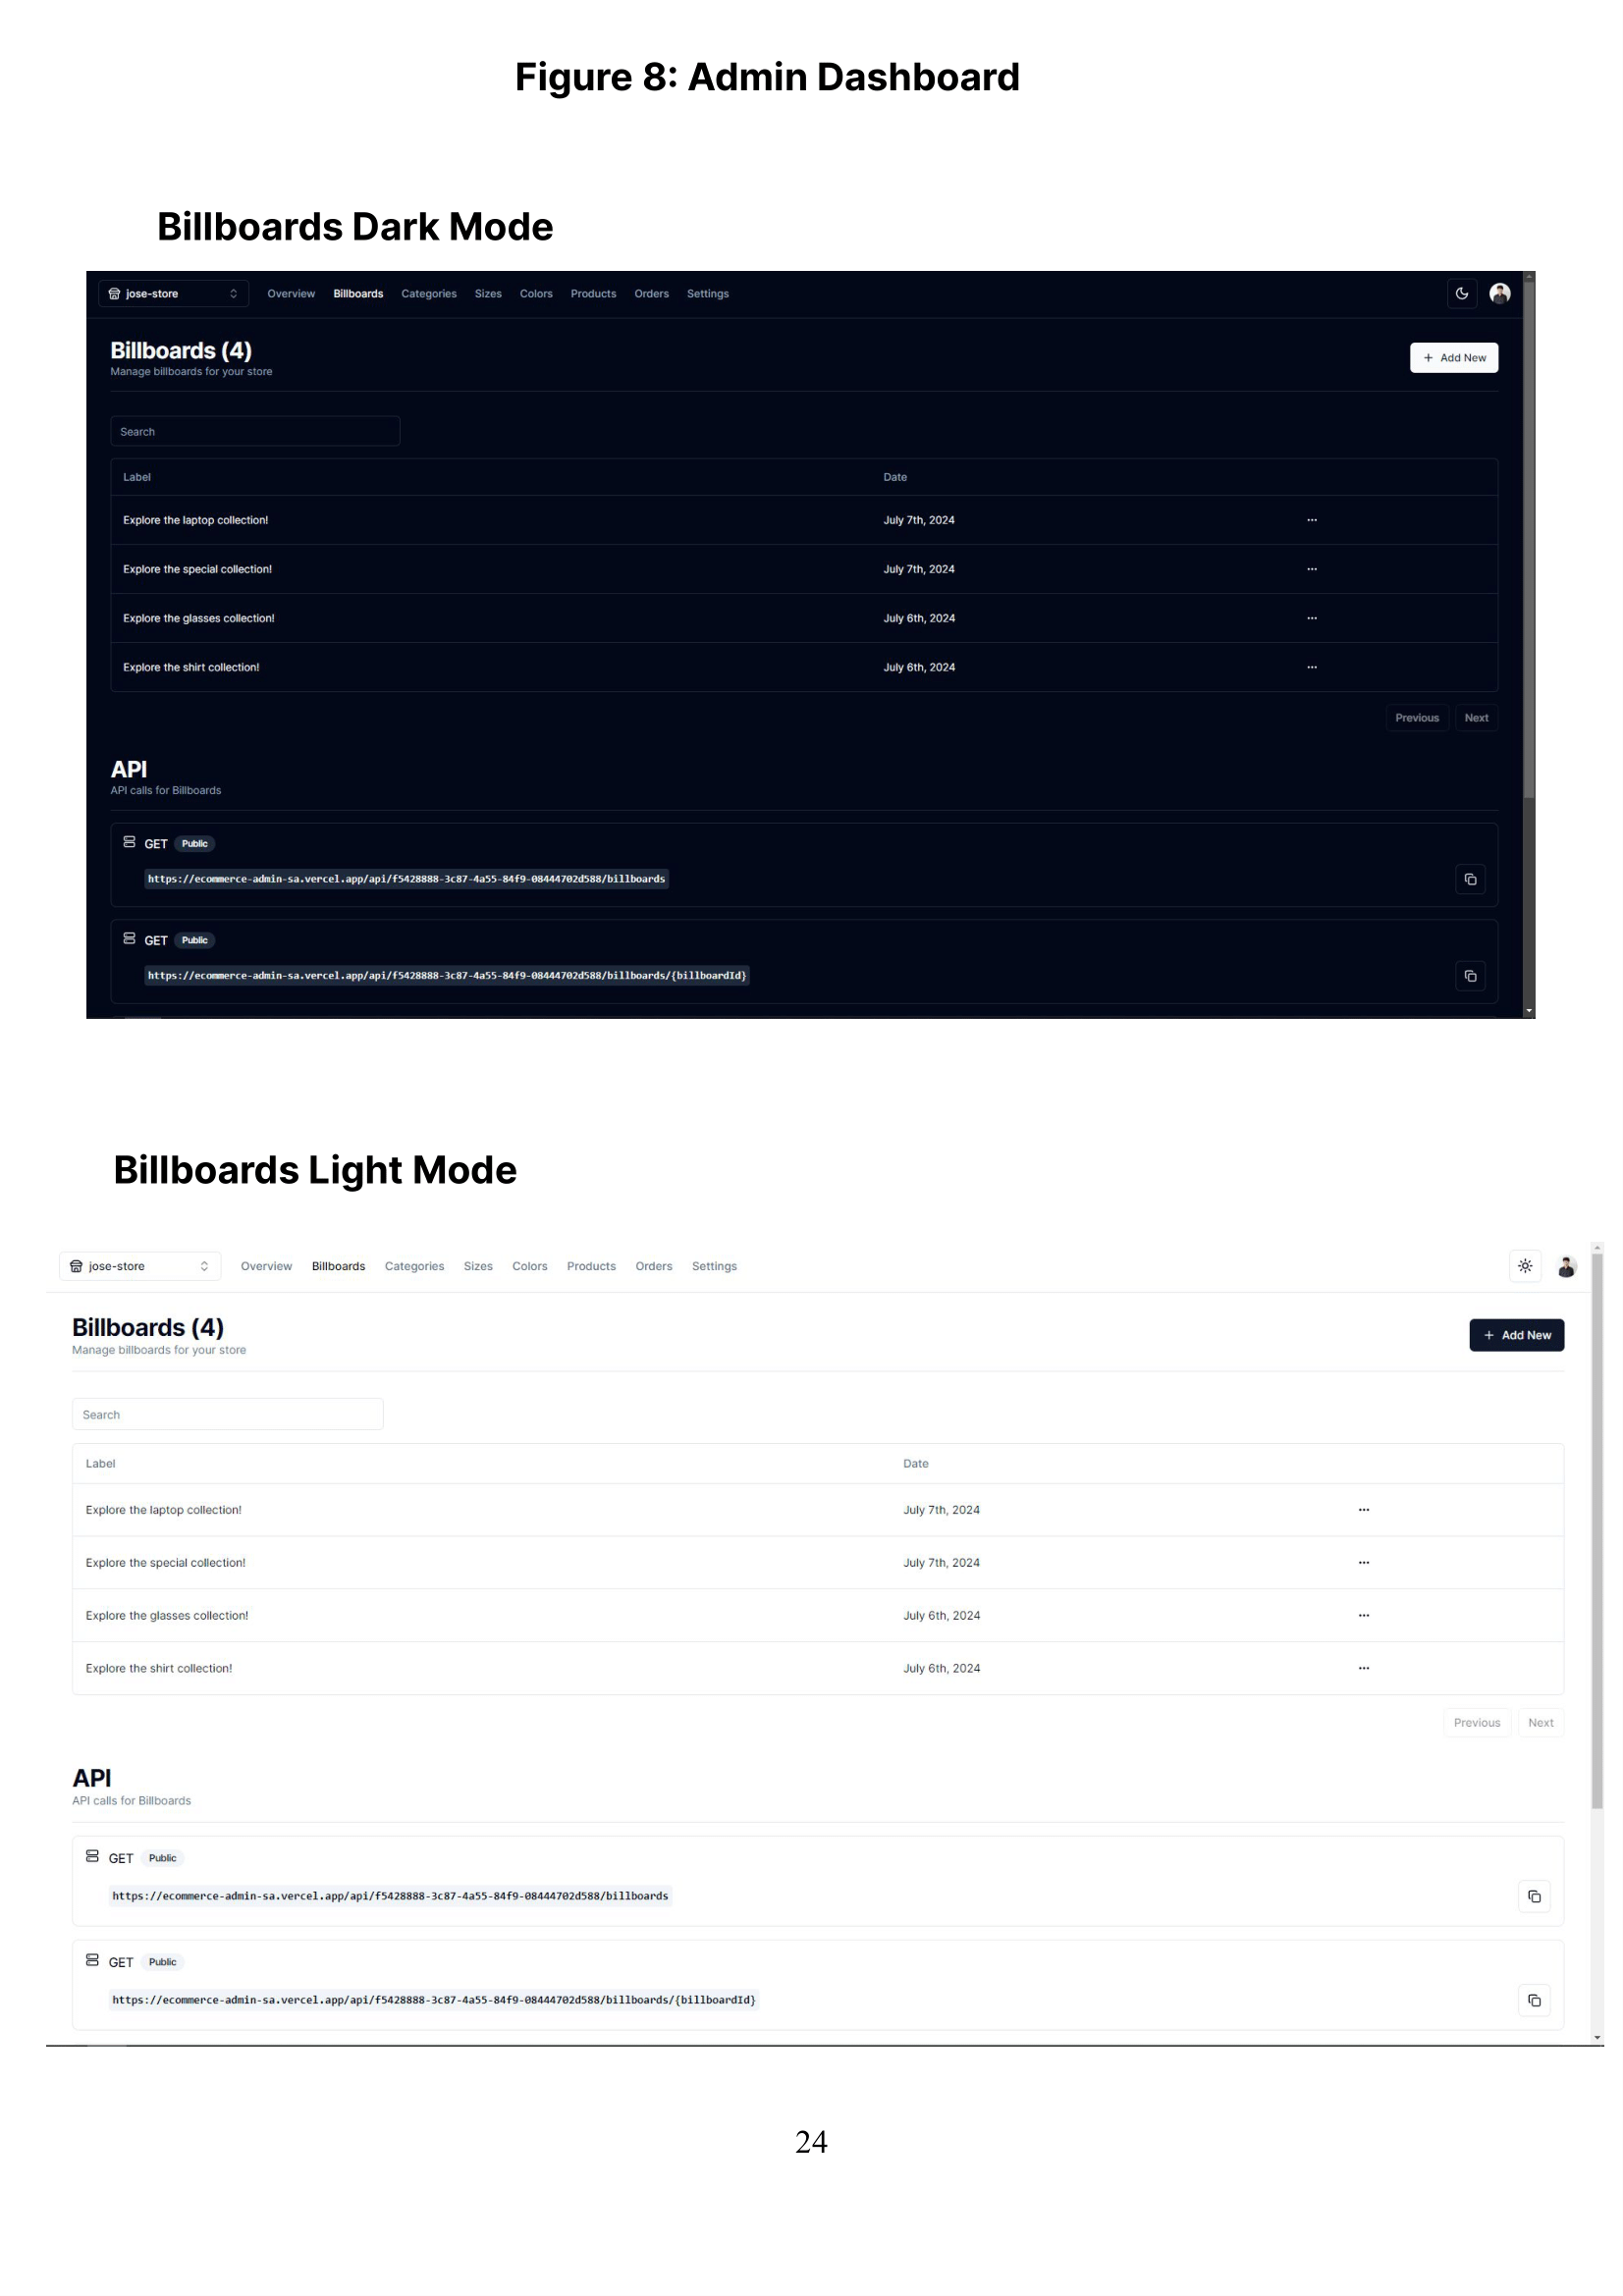 Figure 8: Admin Dashboard
Billboards Dark Mode
jose-store Overview Billboards Categories Sizes Colors Products Orders Settings
Billboards (4)
Manage billboards for your store
+ Add New
Search
Label Date
Explore the laptop collection! July 7th, 2024 ...
Explore the special collection! July 7th, 2024 ...
Explore the glasses collection! July 6th, 2024 ...
Explore the shirt collection! July 6th, 2024 ...
Previous Next
API
API calls for Billboards
GET Public
https://ecommerce-admin-sa.vercel.app/api/f5428888-3c87-4a55-84f9-08444702d588/billboards
GET Public
https://ecommerce-admin-sa.vercel.app/api/f5428888-3c87-4a55-84f9-08444702d588/billboards/{billboardId}
Billboards Light Mode
jose-store Overview Billboards Categories Sizes Colors Products Orders Settings
Billboards (4)
Manage billboards for your store
+ Add New
Search
Label Date
Explore the laptop collection! July 7th, 2024 ...
Explore the special collection! July 7th, 2024 ...
Explore the glasses collection! July 6th, 2024 ...
Explore the shirt collection! July 6th, 2024 ...
Previous Next
API
API calls for Billboards
GET Public
https://ecommerce-admin-sa.vercel.app/api/f5428888-3c87-4a55-84f9-08444702d588/billboards
GET Public
https://ecommerce-admin-sa.vercel.app/api/f5428888-3c87-4a55-84f9-08444702d588/billboards/{billboardId}
24